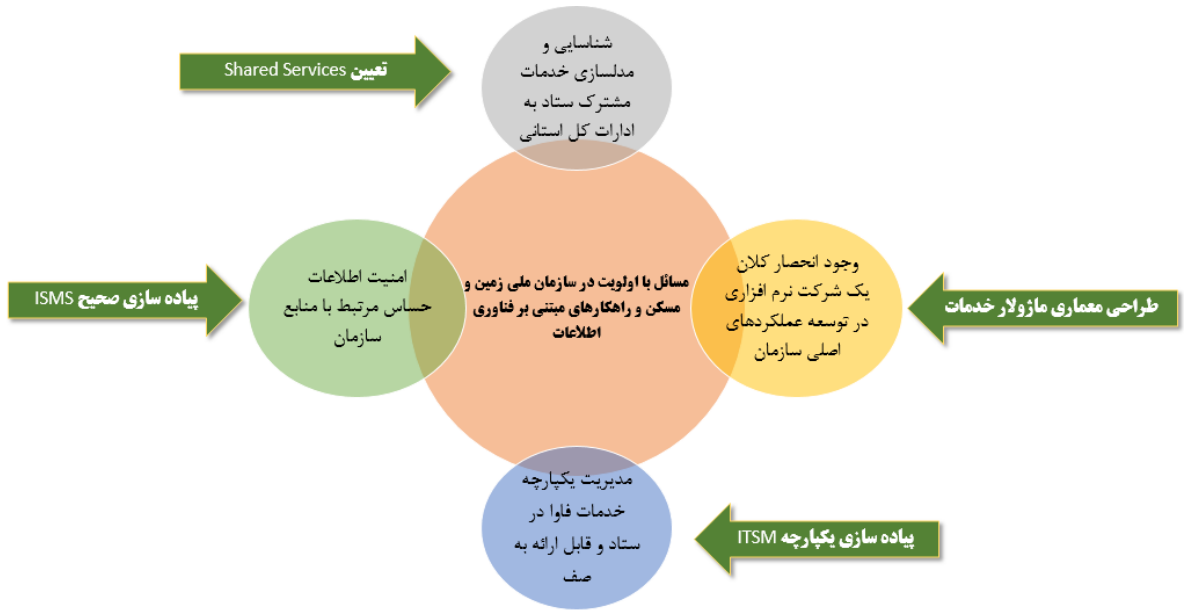 شناسایی و
مدلسازی خدمات
مشترک ستاد به
ادارات کل استانی
تعیین Shared Services
وجود انحصار کلان
یک شرکت نرم افزاری
در توسعه عملکردهای
اصلی سازمان
طراحی معماری ماژولار خدمات
مسائل با اولویت در سازمان ملی زمین و
مسکن و راهکارهای مبتنی بر فناوری
اطلاعات
امنیت اطلاعات
حساس مرتبط با منابع
سازمان
پیاده سازی صحیح ISMS
مدیریت یکپارچه
خدمات فاوا در
ستاد و قابل ارائه به
صف
پیاده سازی یکپارچه ITSM